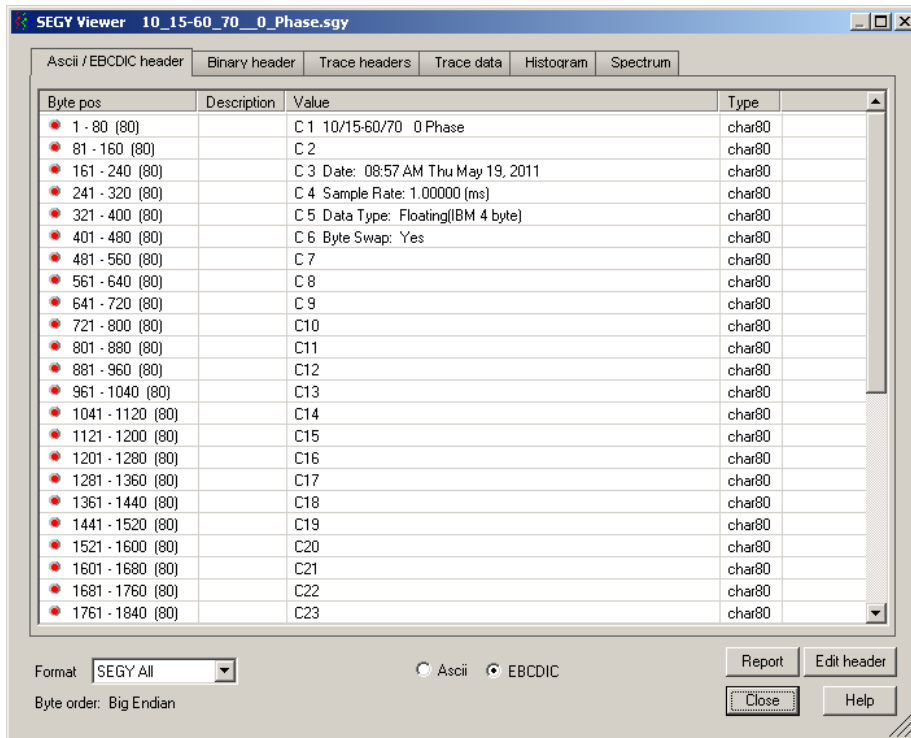 SEGY Viewer 10_15-60_70__0_Phase.sgy
Ascii / EBCDIC header Binary header Trace headers Trace data Histogram Spectrum
Byte pos Description Value Type
1 - 80 (80) C 1 10/15-60/70 0 Phase char80
81 - 160 (80) C 2 char80
161 - 240 (80) C 3 Date: 08:57 AM Thu May 19, 2011 char80
241 - 320 (80) C 4 Sample Rate: 1.00000 (ms) char80
321 - 400 (80) C 5 Data Type: Floating(IBM 4 byte) char80
401 - 480 (80) C 6 Byte Swap: Yes char80
481 - 560 (80) C 7 char80
561 - 640 (80) C 8 char80
641 - 720 (80) C 9 char80
721 - 800 (80) C10 char80
801 - 880 (80) C11 char80
881 - 960 (80) C12 char80
961 - 1040 (80) C13 char80
1041 - 1120 (80) C14 char80
1121 - 1200 (80) C15 char80
1201 - 1280 (80) C16 char80
1281 - 1360 (80) C17 char80
1361 - 1440 (80) C18 char80
1441 - 1520 (80) C19 char80
1521 - 1600 (80) C20 char80
1601 - 1680 (80) C21 char80
1681 - 1760 (80) C22 char80
1761 - 1840 (80) C23 char80
Format SEGY All Ascii EBCDIC Report Edit header
Byte order: Big Endian Close Help